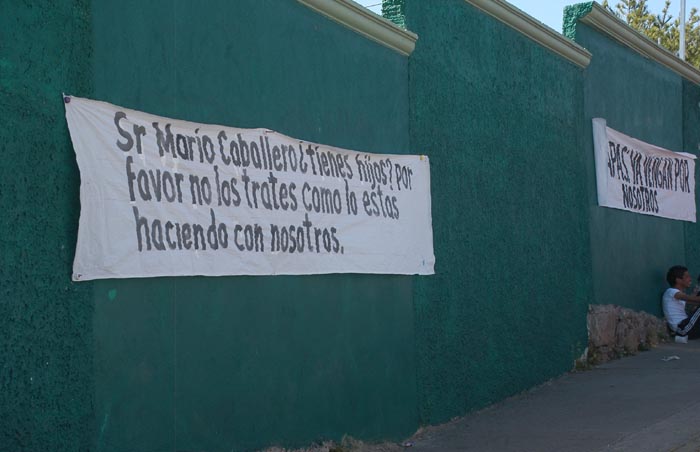 Sr Mario Caballero ¿tienes hijos? por
favor no los trates como lo estas
haciendo con nosotros.
¡PAS, YA VENGAN POR
NOSOTROS